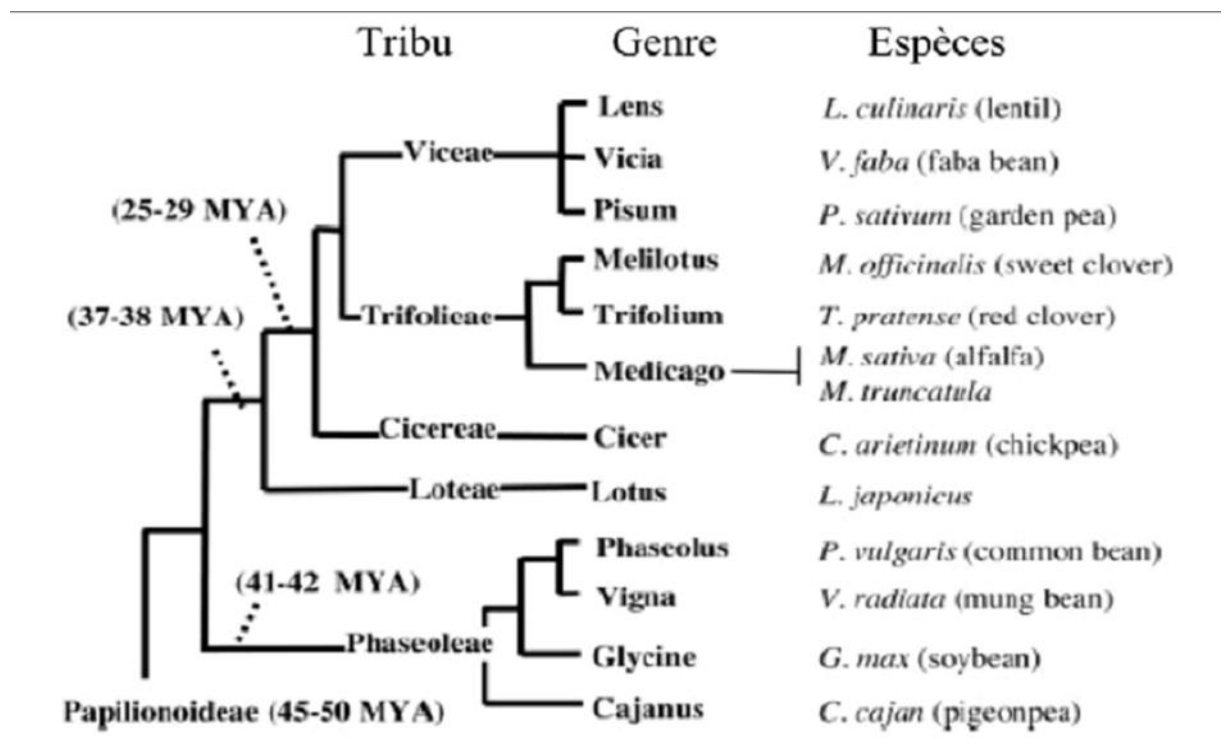 Tribu Genre Espèces
Lens L. culinaris (lentil)
Viceae Vicia V. faba (faba bean)
(25-29 MYA) Pisum P. sativum (garden pea)
Melilotus M. officinalis (sweet clover)
(37-38 MYA) Trifolieae Trifolium T. pratense (red clover)
Medicago M. sativa (alfalfa)
M. truncatula
Cicereae Cicer C. arietinum (chickpea)
Loteae Lotus L. japonicus
Phaseolus P. vulgaris (common bean)
(41-42 MYA) Vigna V. radiata (mung bean)
Phaseoleae Glycine G. max (soybean)
Papilionoideae (45-50 MYA) Cajanus C. cajan (pigeonpea)